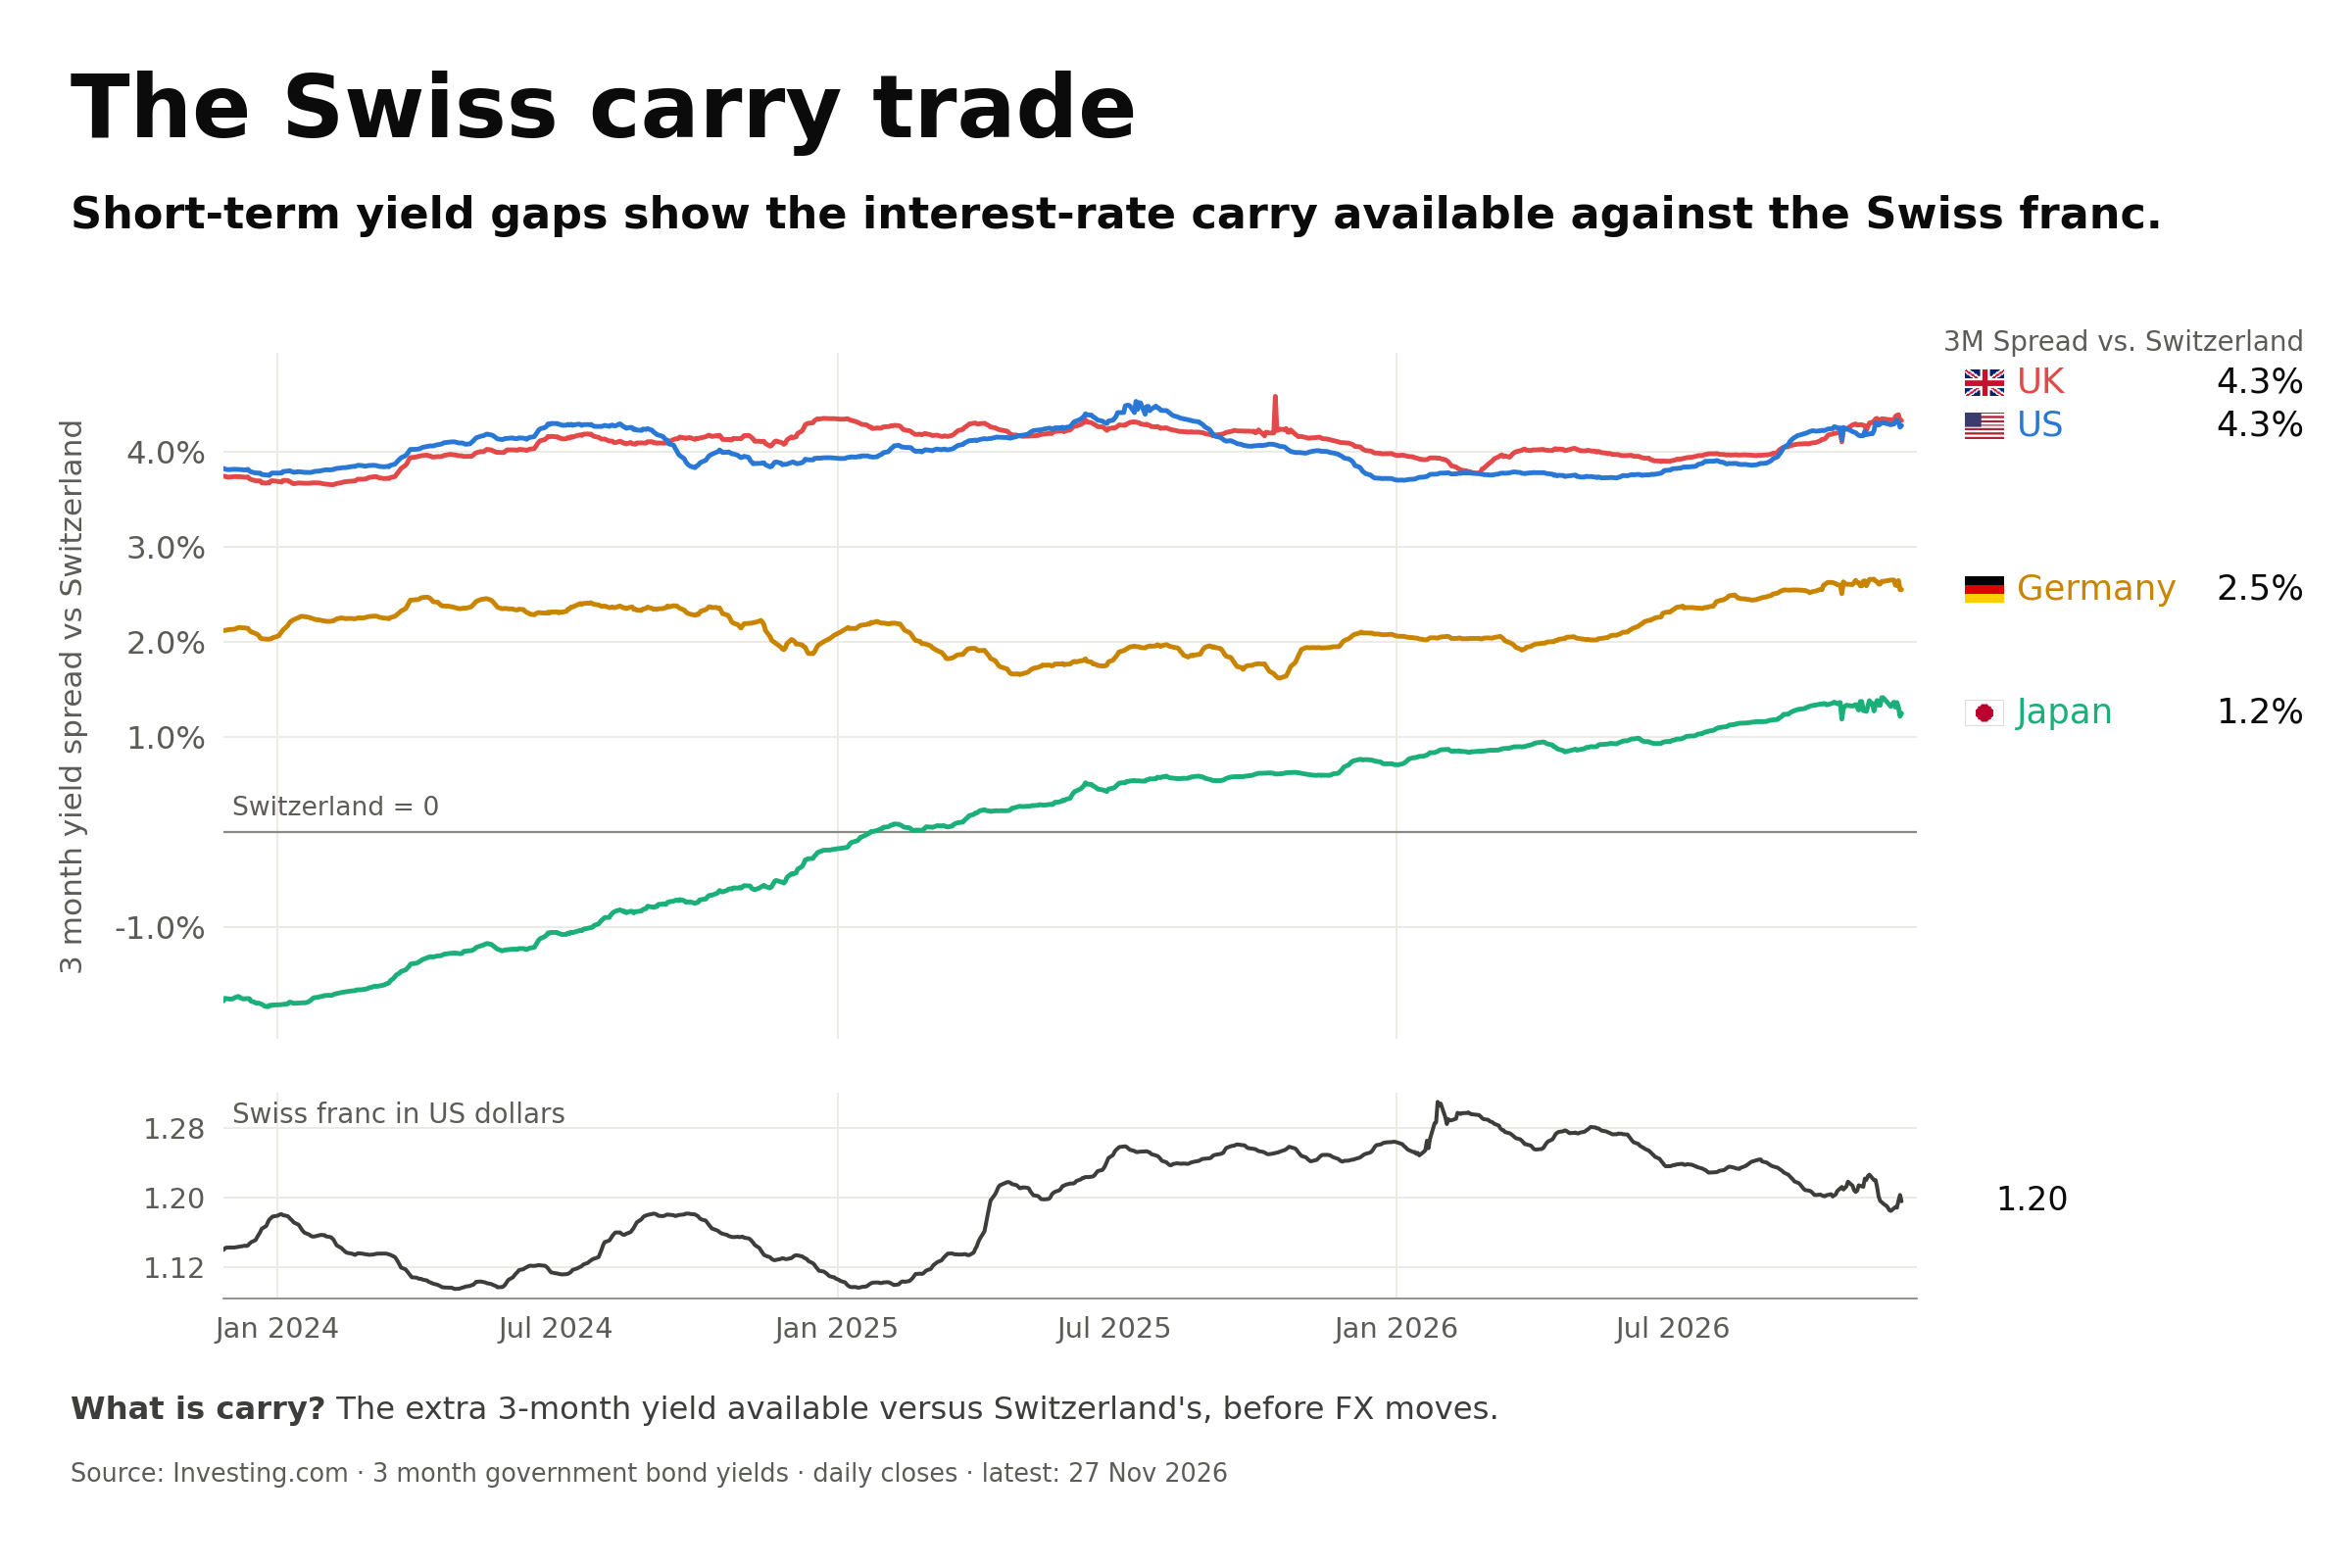 The Swiss carry trade
Short-term yield gaps show the interest-rate carry available against the Swiss franc.
3M Spread vs. Switzerland
UK 4.3%
US 4.3%
Germany 2.5%
Japan 1.2%
3 month yield spread vs Switzerland
4.0%
3.0%
2.0%
1.0%
Switzerland = 0
-1.0%
Swiss franc in US dollars
1.28
1.20
1.12
1.20
Jan 2024 Jul 2024 Jan 2025 Jul 2025 Jan 2026 Jul 2026
What is carry? The extra 3-month yield available versus Switzerland's, before FX moves.
Source: Investing.com · 3 month government bond yields · daily closes · latest: 27 Nov 2026